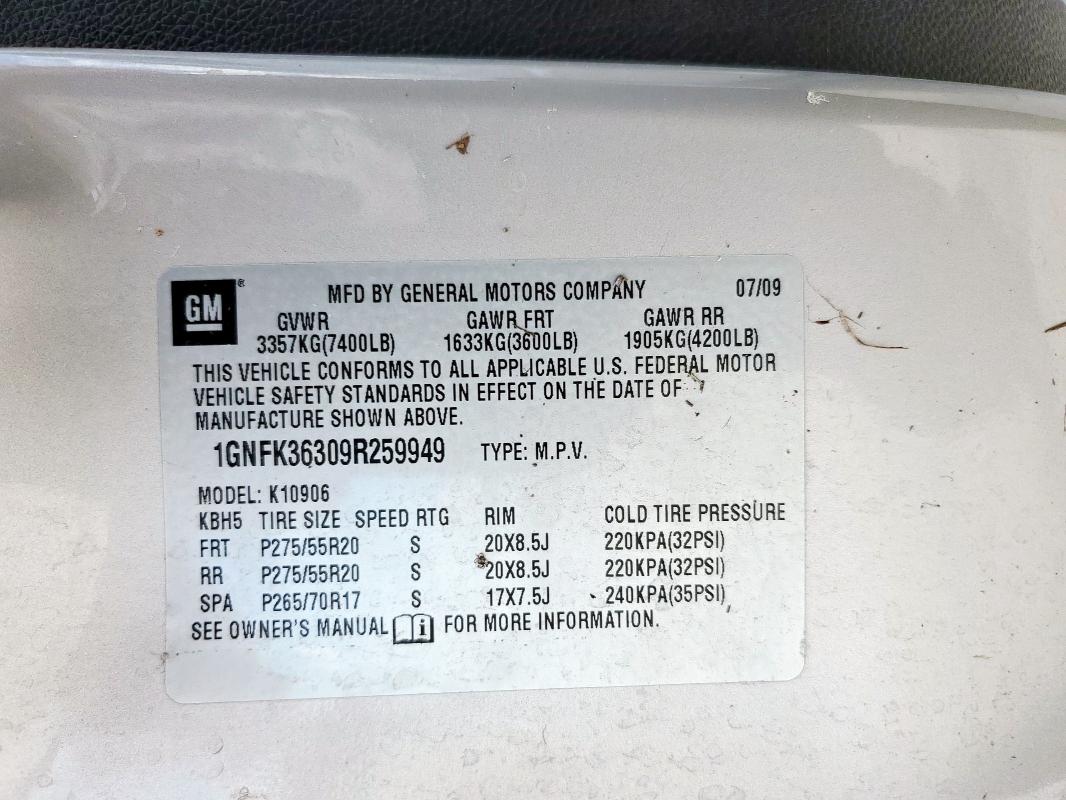 GM ® MFD BY GENERAL MOTORS COMPANY 07/09
GVWR GAWR FRT GAWR RR
3357KG(7400LB) 1633KG(3600LB) 1905KG(4200LB)
THIS VEHICLE CONFORMS TO ALL APPLICABLE U.S. FEDERAL MOTOR
VEHICLE SAFETY STANDARDS IN EFFECT ON THE DATE OF
MANUFACTURE SHOWN ABOVE.
1GNFK36309R259949 TYPE: M.P.V.
MODEL: K10906
KBH5 TIRE SIZE SPEED RTG RIM COLD TIRE PRESSURE
FRT P275/55R20 S 20X8.5J 220KPA(32PSI)
RR P275/55R20 S 20X8.5J 220KPA(32PSI)
SPA P265/70R17 S 17X7.5J 240KPA(35PSI)
SEE OWNER'S MANUAL i FOR MORE INFORMATION.